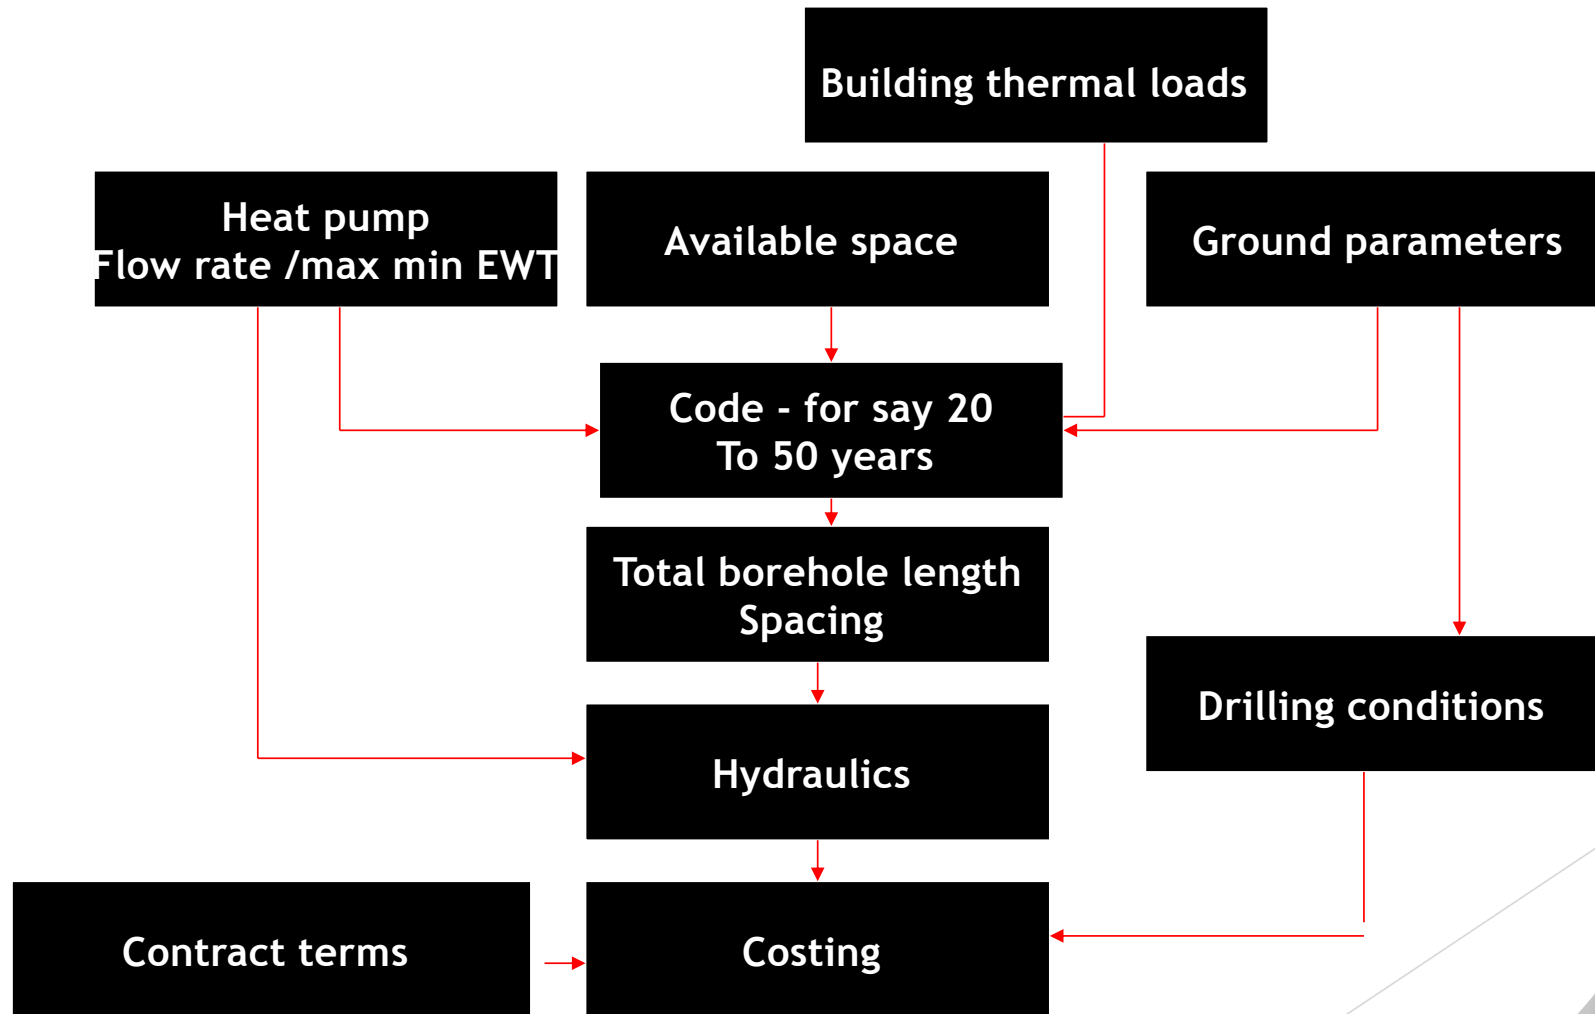 Building thermal loads
Heat pump
Flow rate /max min EWT
Available space
Ground parameters
Code - for say 20
To 50 years
Total borehole length
Spacing
Drilling conditions
Hydraulics
Contract terms
Costing